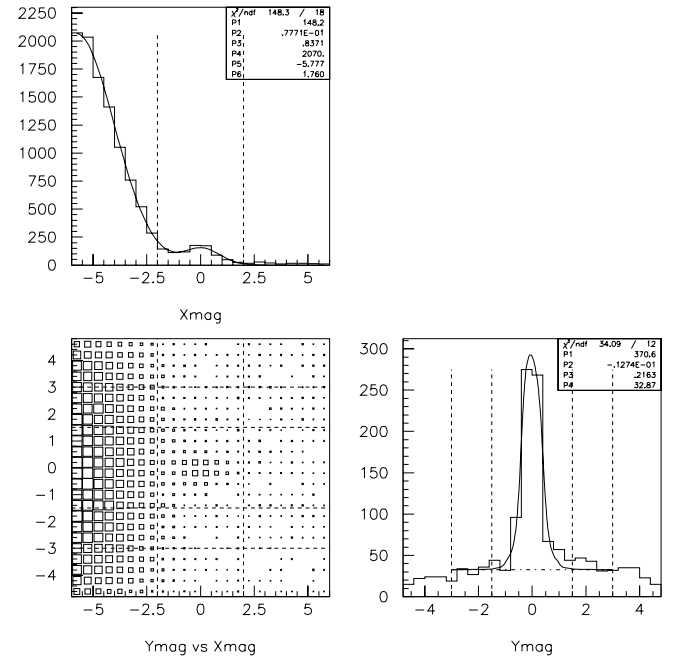 χ²/ndf 148.3 / 18
P1 148.2
P2 .7771E-01
P3 .8371
P4 2070.
P5 -5.777
P6 1.760
2250
2000
1750
1500
1250
1000
750
500
250
0
-5 -2.5 0 2.5 5
Xmag
4
3
2
1
0
-1
-2
-3
-4
-5 -2.5 0 2.5 5
Ymag vs Xmag
χ²/ndf 34.09 / 12
P1 370.6
P2 -.1274E-01
P3 .2163
P4 32.87
300
250
200
150
100
50
0
-4 -2 0 2 4
Ymag